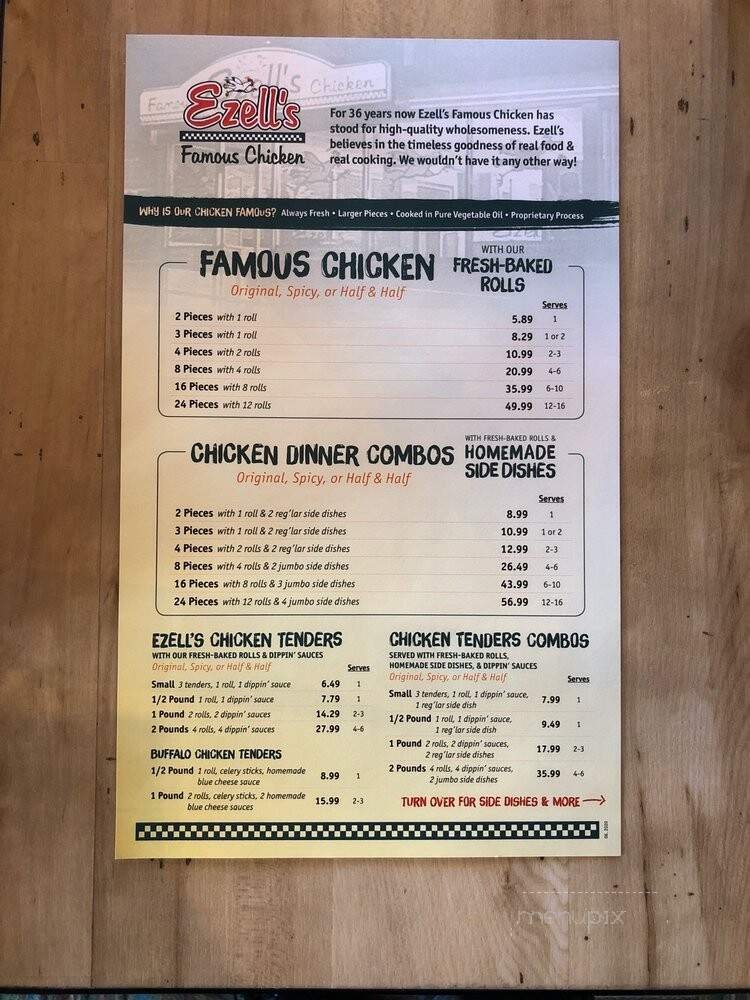 Famous Ezell's Chicken
Ezell's
Famous Chicken
For 36 years now Ezell's Famous Chicken has
stood for high-quality wholesomeness. Ezell's
believes in the timeless goodness of real food &
real cooking. We wouldn't have it any other way!
WHY IS OUR CHICKEN FAMOUS? Always Fresh • Larger Pieces • Cooked in Pure Vegetable Oil • Proprietary Process
FAMOUS CHICKEN
Original, Spicy, or Half & Half
WITH OUR
FRESH-BAKED
ROLLS
Serves
2 Pieces with 1 roll 5.89 1
3 Pieces with 1 roll 8.29 1 or 2
4 Pieces with 2 rolls 10.99 2-3
8 Pieces with 4 rolls 20.99 4-6
16 Pieces with 8 rolls 35.99 6-10
24 Pieces with 12 rolls 49.99 12-16
CHICKEN DINNER COMBOS
Original, Spicy, or Half & Half
WITH FRESH-BAKED ROLLS &
HOMEMADE
SIDE DISHES
Serves
2 Pieces with 1 roll & 2 reg'lar side dishes 8.99 1
3 Pieces with 1 roll & 2 reg'lar side dishes 10.99 1 or 2
4 Pieces with 2 rolls & 2 reg'lar side dishes 12.99 2-3
8 Pieces with 4 rolls & 2 jumbo side dishes 26.49 4-6
16 Pieces with 8 rolls & 3 jumbo side dishes 43.99 6-10
24 Pieces with 12 rolls & 4 jumbo side dishes 56.99 12-16
EZELL'S CHICKEN TENDERS
WITH OUR FRESH-BAKED ROLLS & DIPPIN' SAUCES
Original, Spicy, or Half & Half
Serves
Small 3 tenders, 1 roll, 1 dippin' sauce 6.49 1
1/2 Pound 1 roll, 1 dippin' sauce 7.79 1
1 Pound 2 rolls, 2 dippin' sauces 14.29 2-3
2 Pounds 4 rolls, 4 dippin' sauces 27.99 4-6
BUFFALO CHICKEN TENDERS
1/2 Pound 1 roll, celery sticks, homemade
blue cheese sauce 8.99 1
1 Pound 2 rolls, celery sticks, 2 homemade
blue cheese sauces 15.99 2-3
CHICKEN TENDERS COMBOS
SERVED WITH FRESH-BAKED ROLLS,
HOMEMADE SIDE DISHES, & DIPPIN' SAUCES
Original, Spicy, or Half & Half
Serves
Small 3 tenders, 1 roll, 1 dippin' sauce,
1 reg'lar side dish 7.99 1
1/2 Pound 1 roll, 1 dippin' sauce,
1 reg'lar side dish 9.49 1
1 Pound 2 rolls, 2 dippin' sauces,
2 reg'lar side dishes 17.99 2-3
2 Pounds 4 rolls, 4 dippin' sauces,
2 jumbo side dishes 35.99 4-6
TURN OVER FOR SIDE DISHES & MORE
06. 2020
menupix